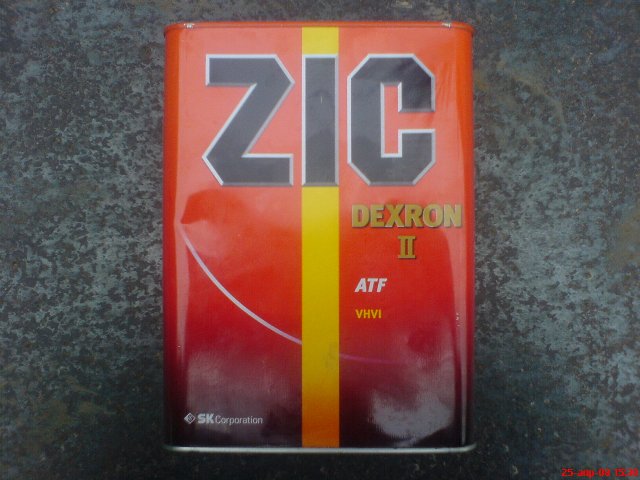 ZIC
DEXRON
II
ATF
VHVI
SK Corporation